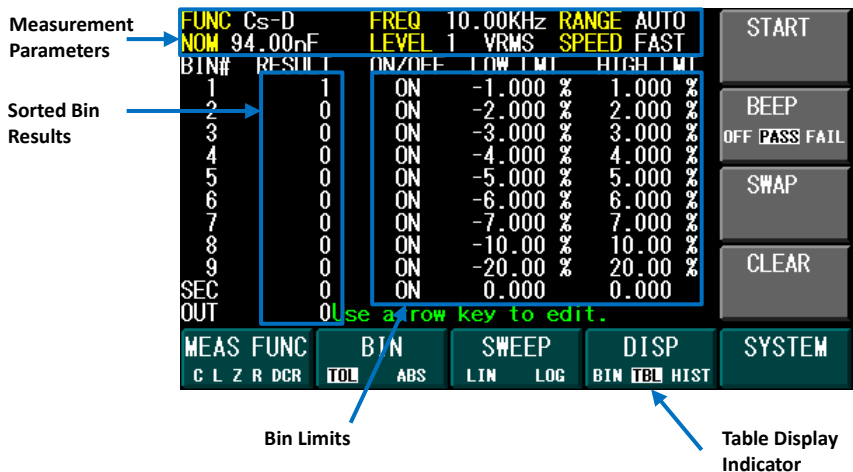 Measurement
Parameters
Sorted Bin
Results
FUNC Cs-D FREQ 10.00KHz RANGE AUTO
NOM 94.00nF LEVEL 1 VRMS SPEED FAST
BIN# RESULT ON/OFF LOW LMT HIGH LMT
1 1 ON -1.000 % 1.000 %
2 0 ON -2.000 % 2.000 %
3 0 ON -3.000 % 3.000 %
4 0 ON -4.000 % 4.000 %
5 0 ON -5.000 % 5.000 %
6 0 ON -6.000 % 6.000 %
7 0 ON -7.000 % 7.000 %
8 0 ON -10.00 % 10.00 %
9 0 ON -20.00 % 20.00 %
SEC 0 ON 0.000 0.000
OUT 0 Use arrow key to edit.
START
BEEP
OFF PASS FAIL
SWAP
CLEAR
MEAS FUNC BIN SWEEP DISP SYSTEM
C L Z R DCR TOL ABS LIN LOG BIN TBL HIST
Bin Limits
Table Display
Indicator